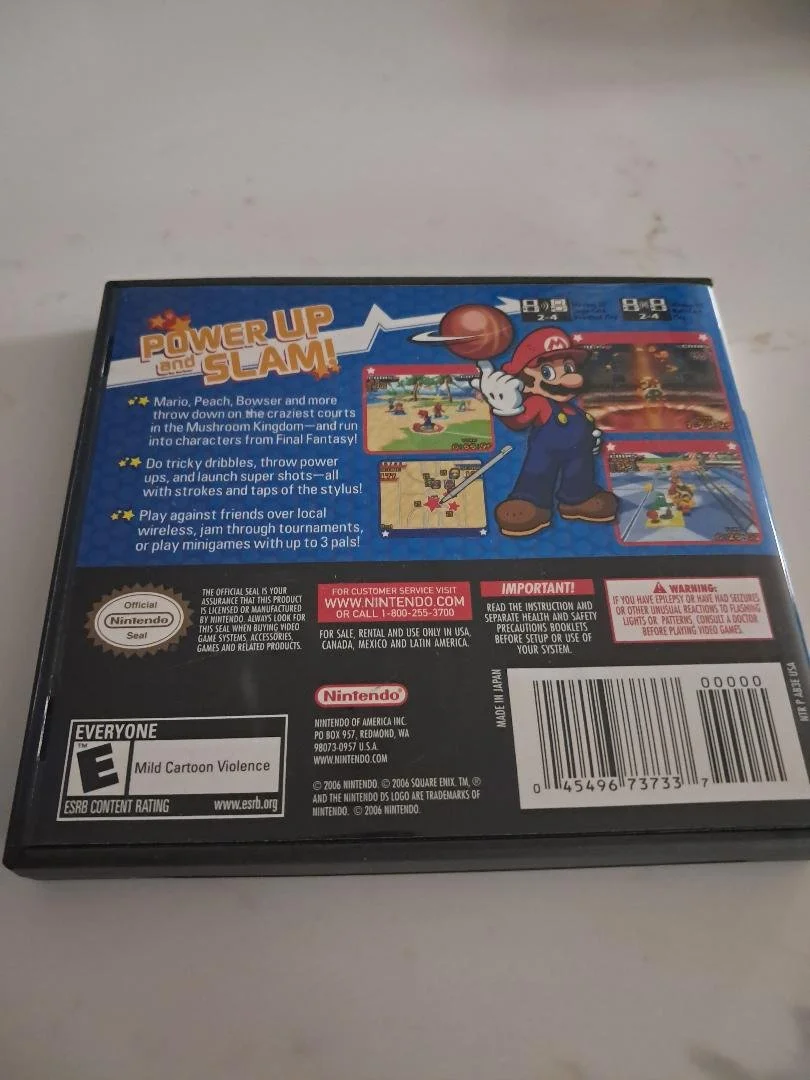 POWER UP
and SLAM!
Mario, Peach, Bowser and more
throw down on the craziest courts
in the Mushroom Kingdom—and run
into characters from Final Fantasy!
Do tricky dribbles, throw power
ups, and launch super shots—all
with strokes and taps of the stylus!
Play against friends over local
wireless, jam through tournaments,
or play minigames with up to 3 pals!
2-4
2-4
M
Official
Nintendo
Seal
THE OFFICIAL SEAL IS YOUR
ASSURANCE THAT THIS PRODUCT
IS LICENSED OR MANUFACTURED
BY NINTENDO. ALWAYS LOOK FOR
THIS SEAL WHEN BUYING VIDEO
GAME SYSTEMS, ACCESSORIES,
GAMES AND RELATED PRODUCTS.
FOR CUSTOMER SERVICE VISIT
WWW.NINTENDO.COM
OR CALL 1-800-255-3700
FOR SALE, RENTAL AND USE ONLY IN USA,
CANADA, MEXICO AND LATIN AMERICA.
IMPORTANT!
READ THE INSTRUCTION AND
SEPARATE HEALTH AND SAFETY
PRECAUTIONS BOOKLETS
BEFORE SETUP OR USE OF
YOUR SYSTEM.
WARNING:
IF YOU HAVE EPILEPSY OR HAVE HAD SEIZURES
OR OTHER UNUSUAL REACTIONS TO FLASHING
LIGHTS OR PATTERNS, CONSULT A DOCTOR
BEFORE PLAYING VIDEO GAMES.
EVERYONE
E
TM
Mild Cartoon Violence
ESRB CONTENT RATING
www.esrb.org
Nintendo
NINTENDO OF AMERICA INC.
PO BOX 957, REDMOND, WA
98073-0957 U.S.A.
WWW.NINTENDO.COM
© 2006 NINTENDO. © 2006 SQUARE ENIX. TM, ®
AND THE NINTENDO DS LOGO ARE TRADEMARKS OF
NINTENDO. © 2006 NINTENDO.
MADE IN JAPAN
00000
0 45496 73733 7
NTR P AB3E USA